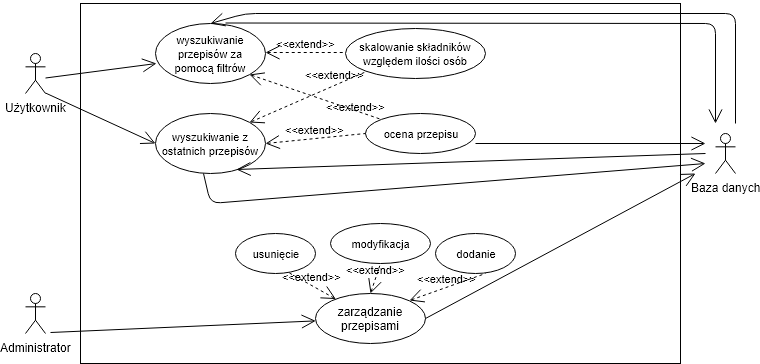 wyszukiwanie
przepisów za
pomocą filtrów
<<extend>>
skalowanie składników
względem ilości osób
<<extend>>
Użytkownik
<<extend>>
wyszukiwanie z
ostatnich przepisów
<<extend>>
ocena przepisu
Baza danych
usunięcie
modyfikacja
dodanie
<<extend>>
<<extend>>
<<extend>>
zarządzanie
przepisami
Administrator